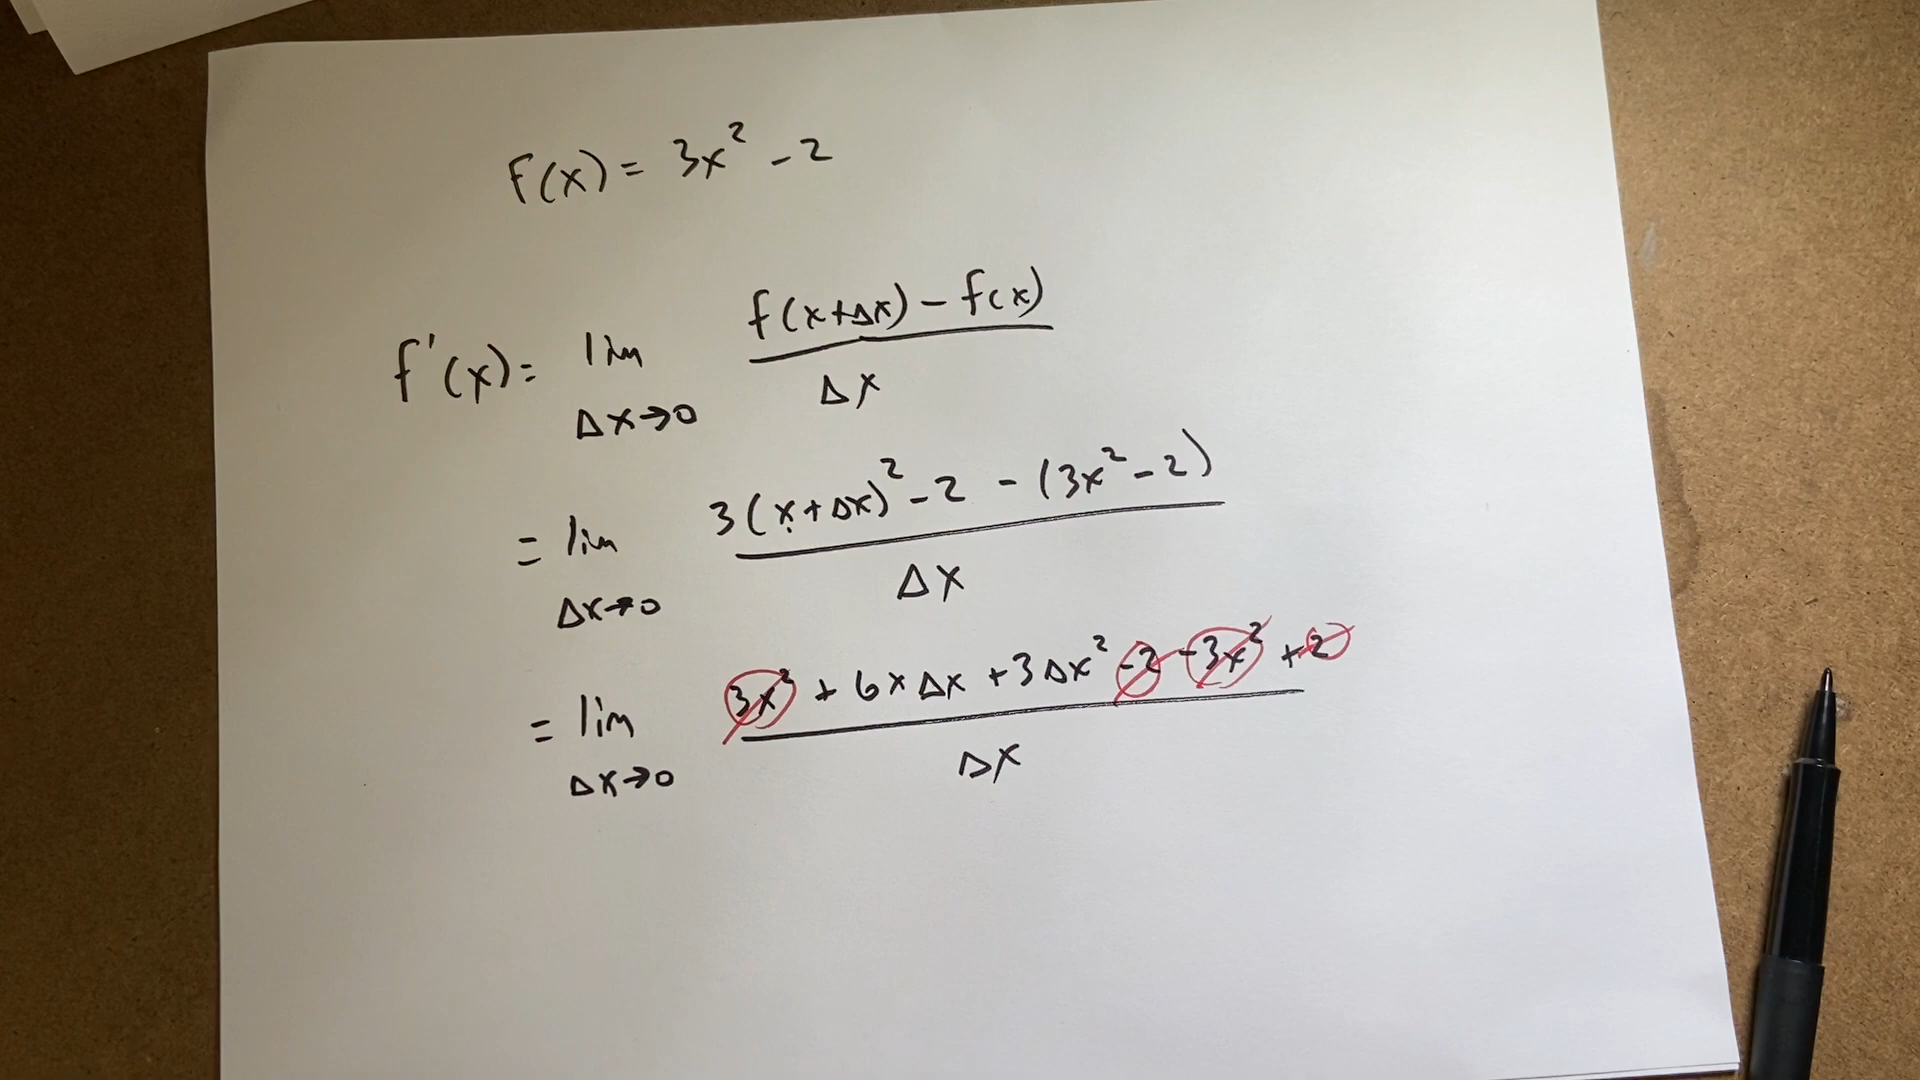 f(x) = 3x² - 2
f'(x) = lim Δx→0 f(x+Δx) - f(x) / Δx
= lim Δx→0 3(x+Δx)² - 2 - (3x² - 2) / Δx
= lim Δx→0 3x² + 6xΔx + 3Δx² - 2 - 3x² + 2 / Δx